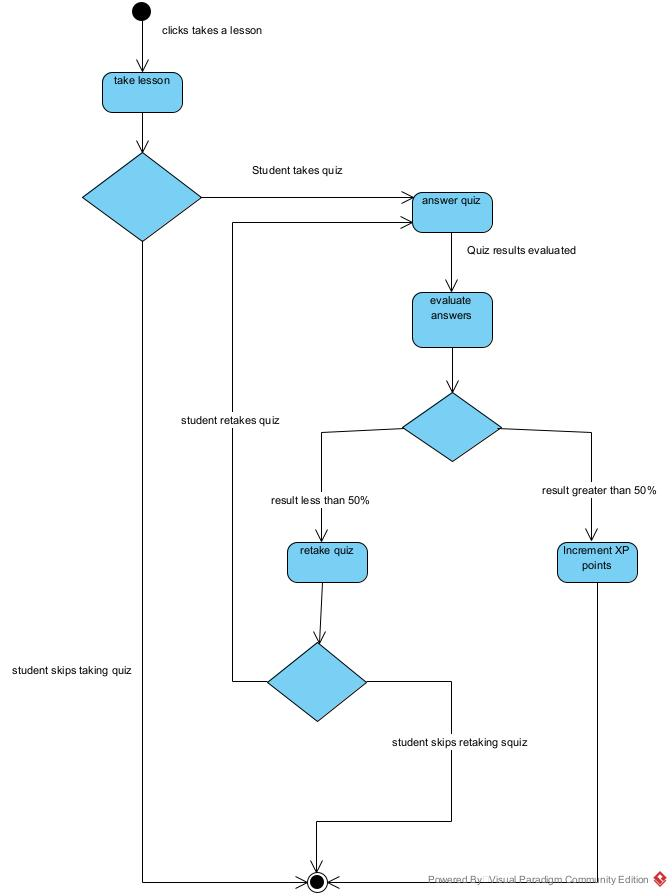 clicks takes a lesson
take lesson
Student takes quiz
answer quiz
Quiz results evaluated
evaluate
answers
student retakes quiz
result less than 50%
result greater than 50%
retake quiz
Increment XP
points
student skips taking quiz
student skips retaking squiz
Powered By: Visual Paradigm Community Edition